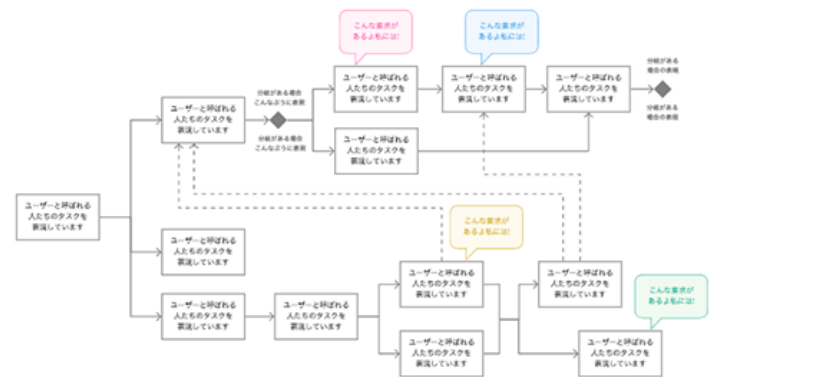 こんな要求が
あるよ私には!
こんな要求が
あるよ私には!
ユーザーと呼ばれる
人たちのタスクを
表現しています
ユーザーと呼ばれる
人たちのタスクを
表現しています
ユーザーと呼ばれる
人たちのタスクを
表現しています
分岐がある
場合の表現
分岐がある
場合の表現
ユーザーと呼ばれる
人たちのタスクを
表現しています
分岐がある場合
こんなふうに表現
分岐がある場合
こんなふうに表現
ユーザーと呼ばれる
人たちのタスクを
表現しています
ユーザーと呼ばれる
人たちのタスクを
表現しています
ユーザーと呼ばれる
人たちのタスクを
表現しています
こんな要求が
あるよ私には!
ユーザーと呼ばれる
人たちのタスクを
表現しています
ユーザーと呼ばれる
人たちのタスクを
表現しています
こんな要求が
あるよ私には!
ユーザーと呼ばれる
人たちのタスクを
表現しています
ユーザーと呼ばれる
人たちのタスクを
表現しています
ユーザーと呼ばれる
人たちのタスクを
表現しています
ユーザーと呼ばれる
人たちのタスクを
表現しています